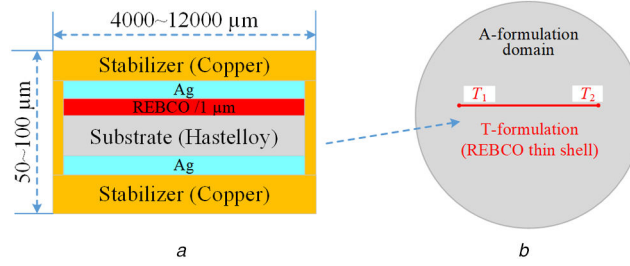 4000~12000 µm
50~100 µm
Stabilizer (Copper)
Ag
REBCO /1 µm
Substrate (Hastelloy)
Ag
Stabilizer (Copper)
a
A-formulation
domain
T1 T2
T-formulation
(REBCO thin shell)
b